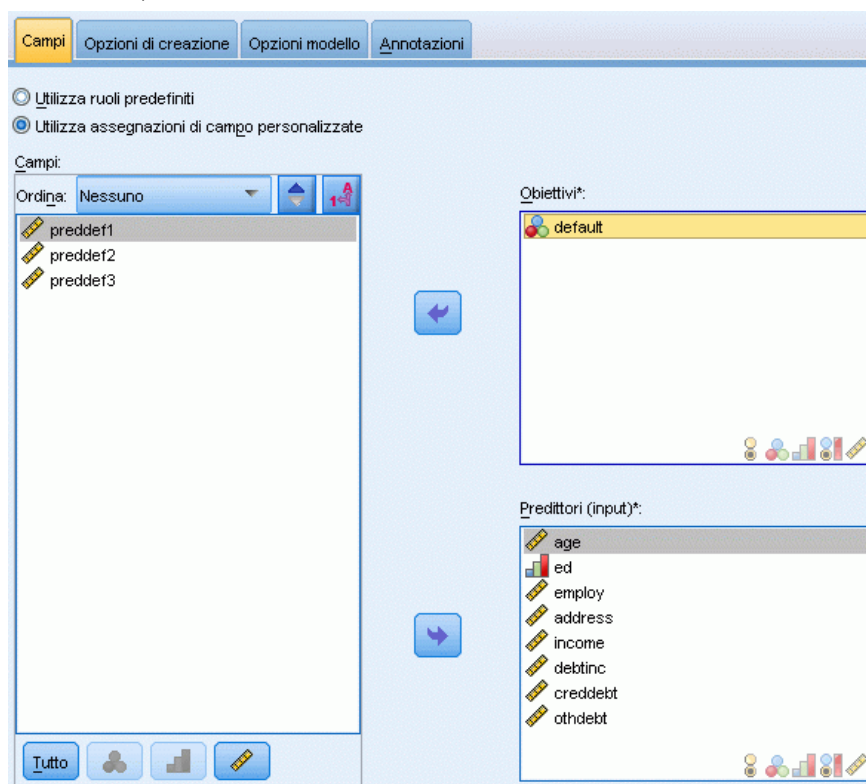 Campi Opzioni di creazione Opzioni modello Annotazioni
Utilizza ruoli predefiniti
Utilizza assegnazioni di campo personalizzate
Campi:
Ordina: Nessuno
preddef1
preddef2
preddef3
Tutto
Obiettivi*:
default
Predittori (input)*:
age
ed
employ
address
income
debtinc
creddebt
othdebt